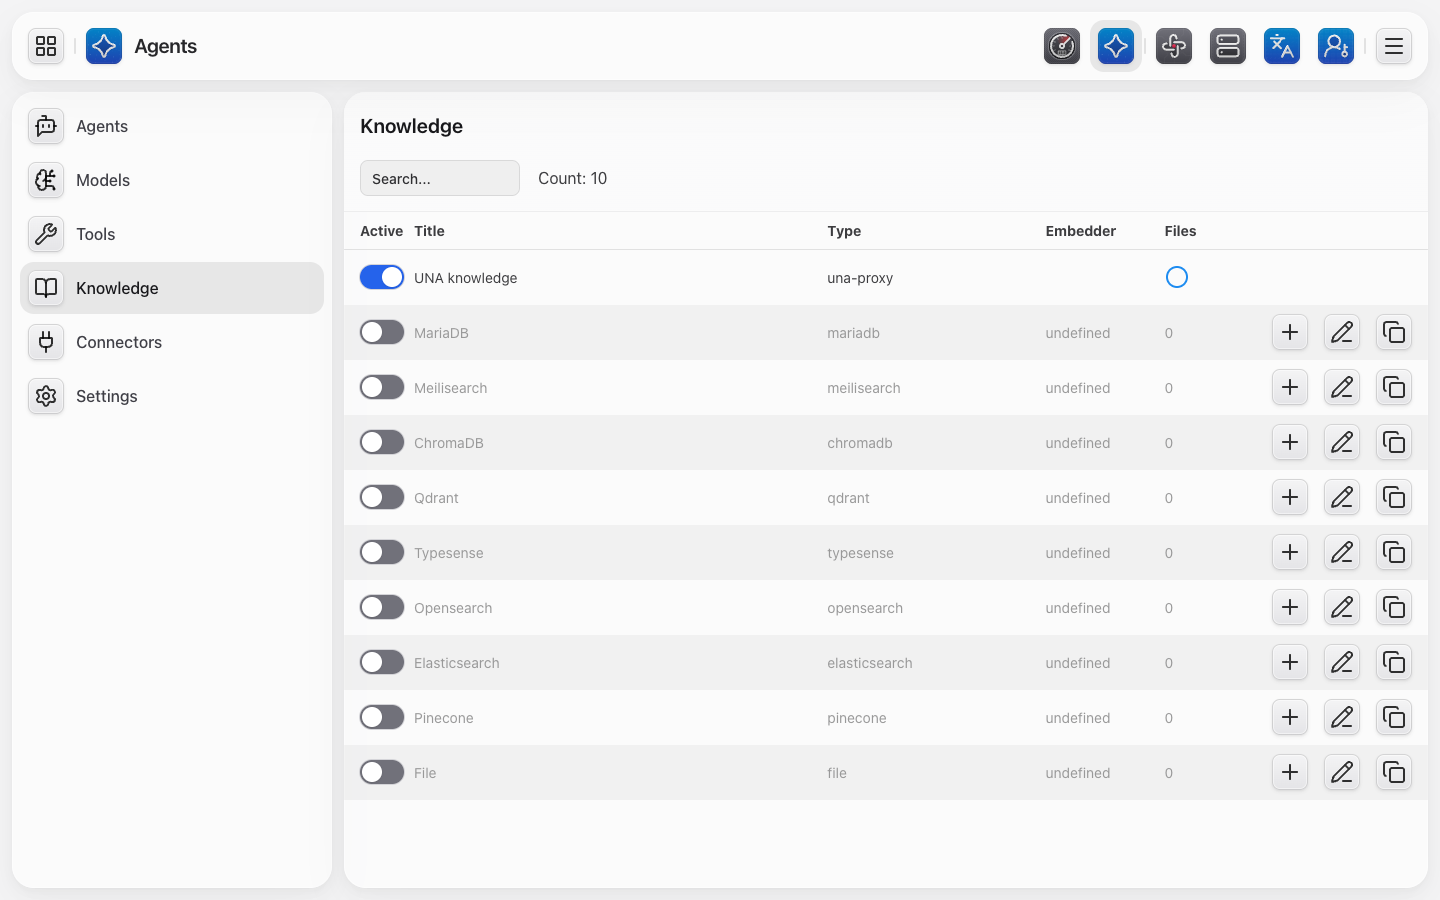 Agents
Agents
Models
Tools
Knowledge
Connectors
Settings
Knowledge
Search...
Count: 10
Active Title Type Embedder Files
UNA knowledge una-proxy
MariaDB mariadb undefined 0
Meilisearch meilisearch undefined 0
ChromaDB chromadb undefined 0
Qdrant qdrant undefined 0
Typesense typesense undefined 0
Opensearch opensearch undefined 0
Elasticsearch elasticsearch undefined 0
Pinecone pinecone undefined 0
File file undefined 0